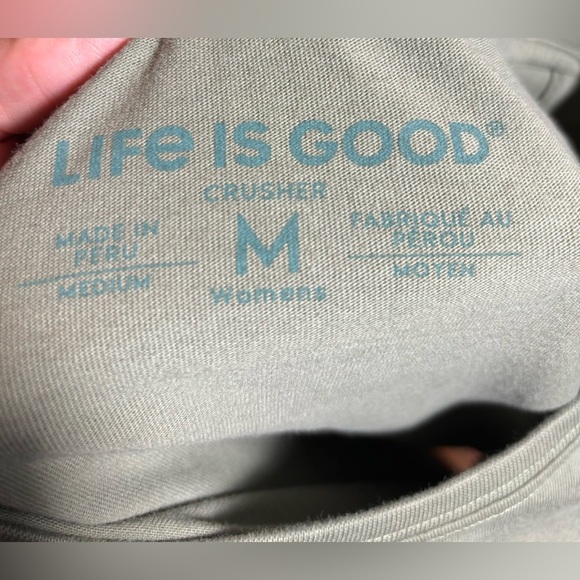 LIFe IS GOOD®
CRUSHER
MADE IN
PERU
MEDIUM
M
Womens
FABRIQUÉ AU
PÉROU
MOYEN